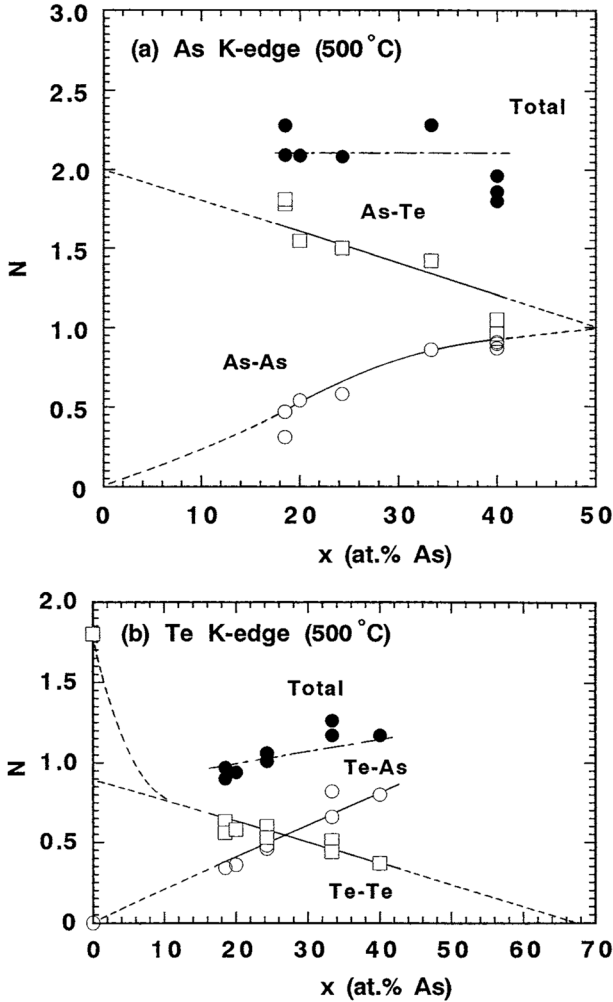 3.0
(a) As K-edge (500°C)
2.5
Total
2.0
As-Te
1.5
N
1.0
As-As
0.5
0
0 10 20 30 40 50
x (at.% As)
2.0
(b) Te K-edge (500°C)
1.5
Total
N
1.0
Te-As
0.5
Te-Te
0
0 10 20 30 40 50 60 70
x (at.% As)